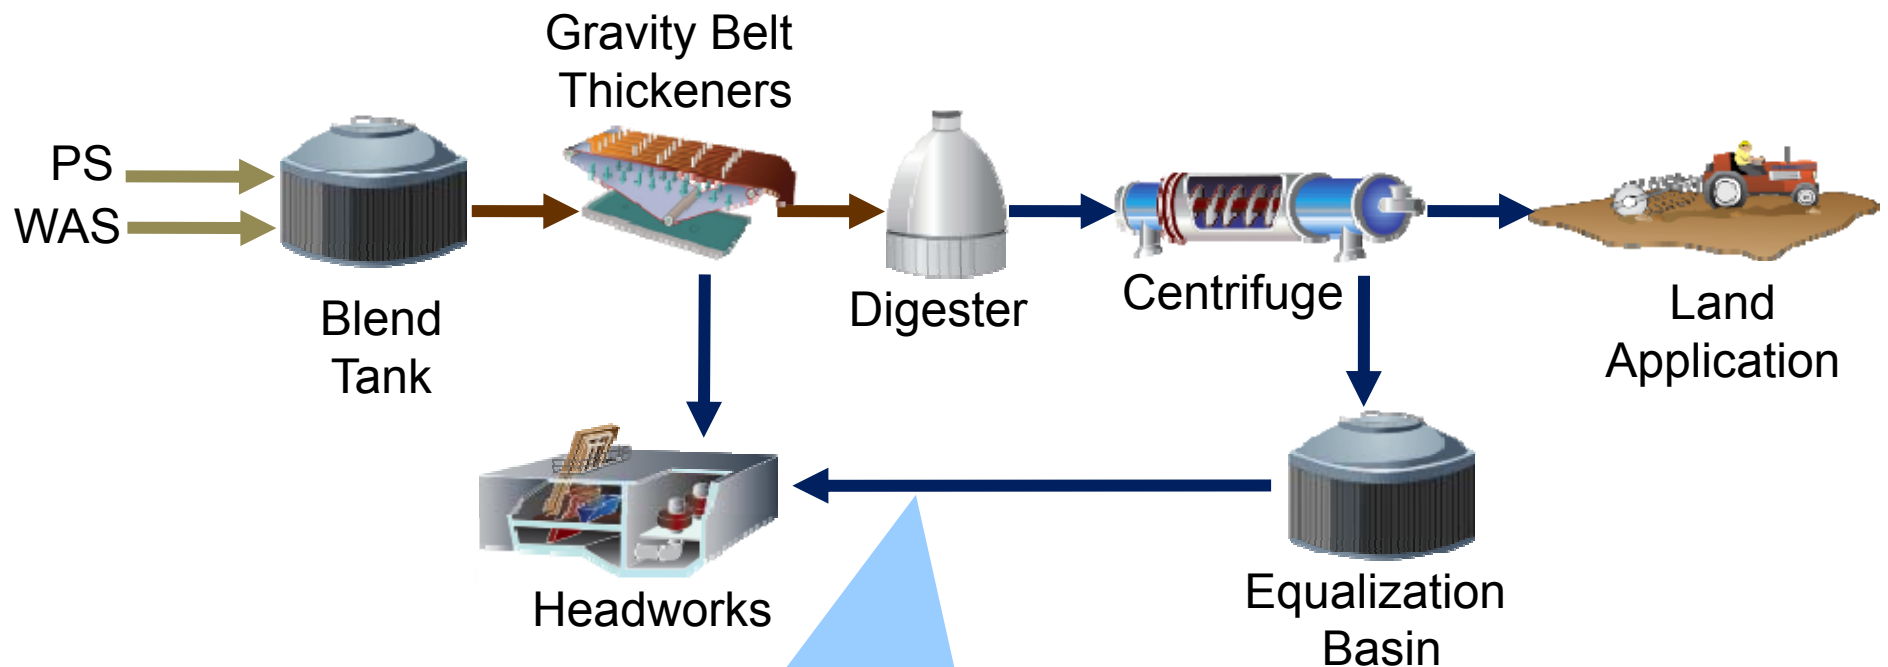 Gravity Belt
Thickeners
PS
WAS
Blend
Tank
Digester
Centrifuge
Land
Application
Headworks
Equalization
Basin